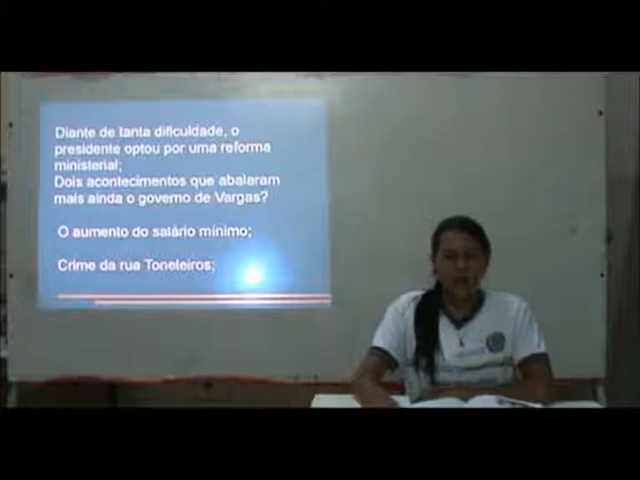 Diante de tanta dificuldade, o
presidente optou por uma reforma
ministerial;
Dois acontecimentos que abalaram
mais ainda o governo de Vargas?
O aumento do salário mínimo;
Crime da rua Toneleiros;